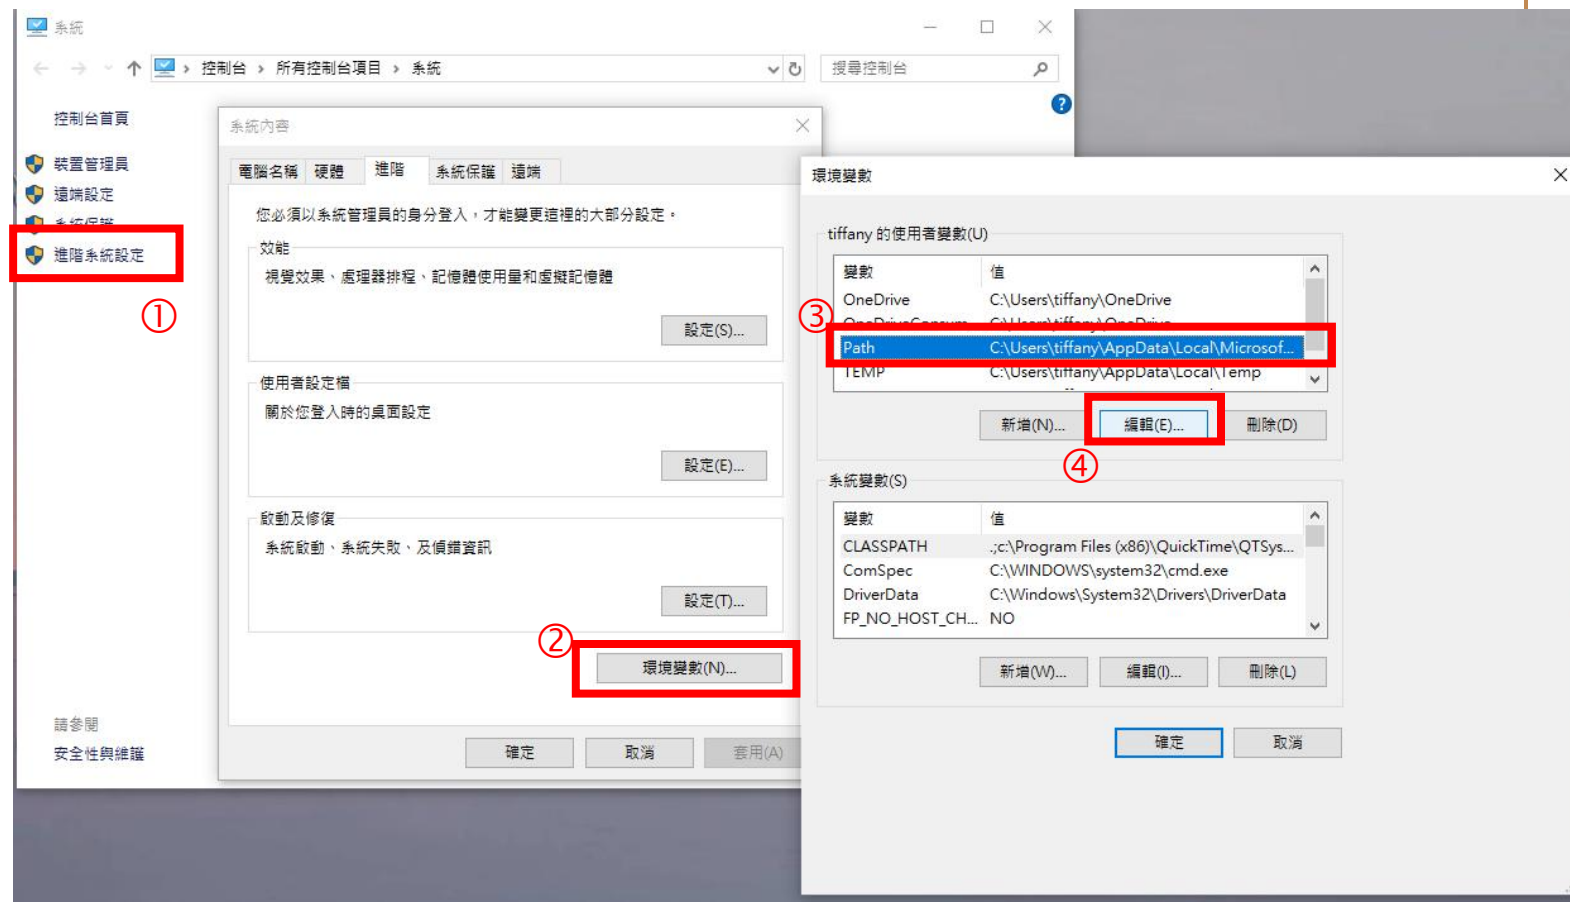 系統
控制台 › 所有控制台項目 › 系統
搜尋控制台
控制台首頁
裝置管理員
遠端設定
系統保護
進階系統設定
①
請參閱
安全性與維護
系統內容
電腦名稱 硬體 進階 系統保護 遠端
您必須以系統管理員的身分登入，才能變更這裡的大部分設定。
效能
視覺效果、處理器排程、記憶體使用量和虛擬記憶體
設定(S)...
使用者設定檔
關於您登入時的桌面設定
設定(E)...
啟動及修復
系統啟動、系統失敗、及偵錯資訊
設定(T)...
②
環境變數(N)...
確定 取消 套用(A)
環境變數
tiffany 的使用者變數(U)
變數 值
OneDrive C:\Users\tiffany\OneDrive
③
OneDriveConsum... C:\Users\tiffany\OneDrive
Path C:\Users\tiffany\AppData\Local\Microsof...
TEMP C:\Users\tiffany\AppData\Local\Temp
新增(N)... 編輯(E)... 刪除(D)
④
系統變數(S)
變數 值
CLASSPATH .;c:\Program Files (x86)\QuickTime\QTSys...
ComSpec C:\WINDOWS\system32\cmd.exe
DriverData C:\Windows\System32\Drivers\DriverData
FP_NO_HOST_CH... NO
新增(W)... 編輯(I)... 刪除(L)
確定 取消